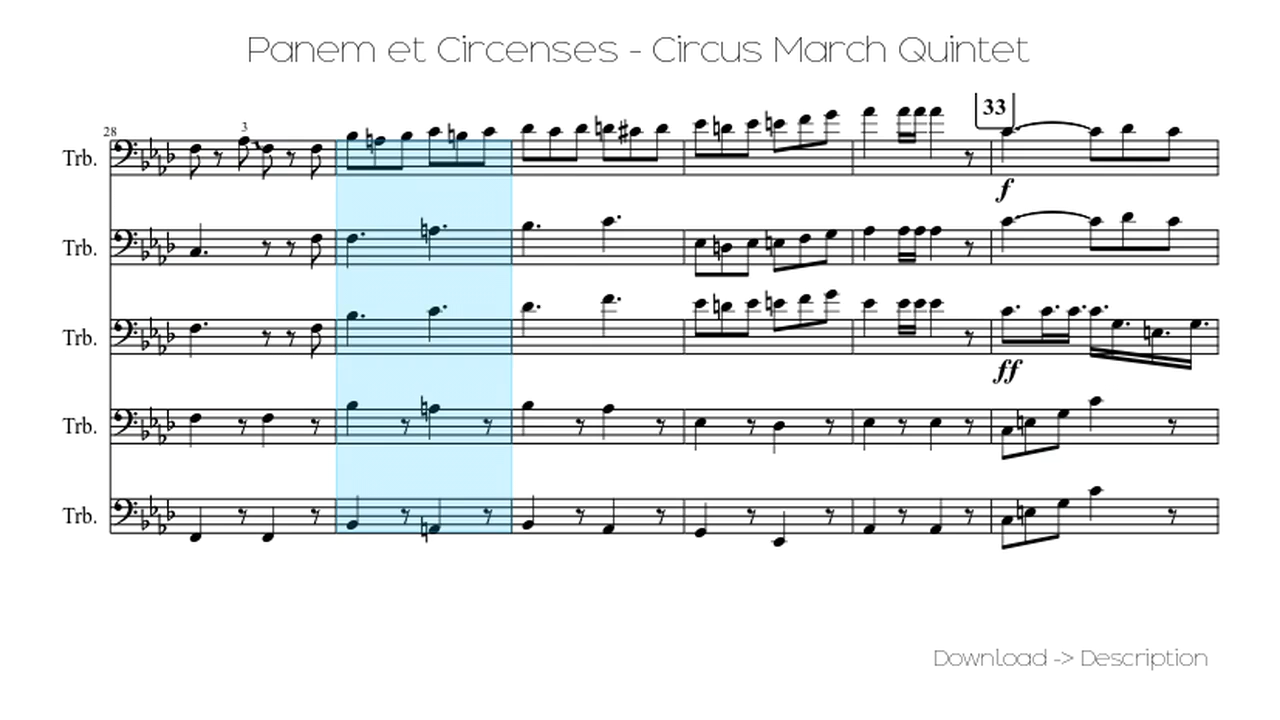 Panem et Circenses - Circus March Quintet
33
28
3
Trb.
f
Trb.
Trb.
ff
Trb.
Trb.
Download -> Description